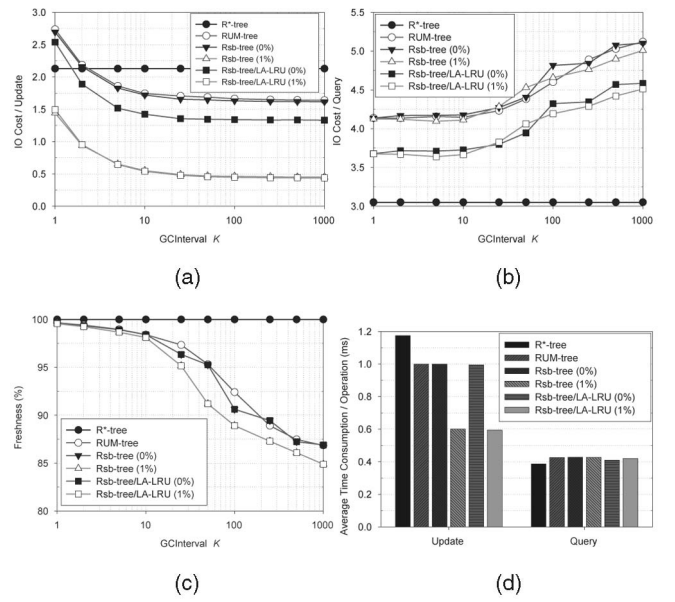 3.0
2.5
2.0
1.5
1.0
0.5
0.0
IO Cost / Update
R*-tree
RUM-tree
Rsb-tree (0%)
Rsb-tree (1%)
Rsb-tree/LA-LRU (0%)
Rsb-tree/LA-LRU (1%)
1 10 100 1000
GCInterval K
(a)
5.5
5.0
4.5
4.0
3.5
3.0
IO Cost / Query
R*-tree
RUM-tree
Rsb-tree (0%)
Rsb-tree (1%)
Rsb-tree/LA-LRU (0%)
Rsb-tree/LA-LRU (1%)
1 10 100 1000
GCInterval K
(b)
100
95
90
85
80
Freshness (%)
R*-tree
RUM-tree
Rsb-tree (0%)
Rsb-tree (1%)
Rsb-tree/LA-LRU (0%)
Rsb-tree/LA-LRU (1%)
1 10 100 1000
GCInterval K
(c)
1.2
1.0
0.8
0.6
0.4
0.2
0.0
Average Time Consumption / Operation (ms)
R*-tree
RUM-tree
Rsb-tree (0%)
Rsb-tree (1%)
Rsb-tree/LA-LRU (0%)
Rsb-tree/LA-LRU (1%)
Update Query
(d)